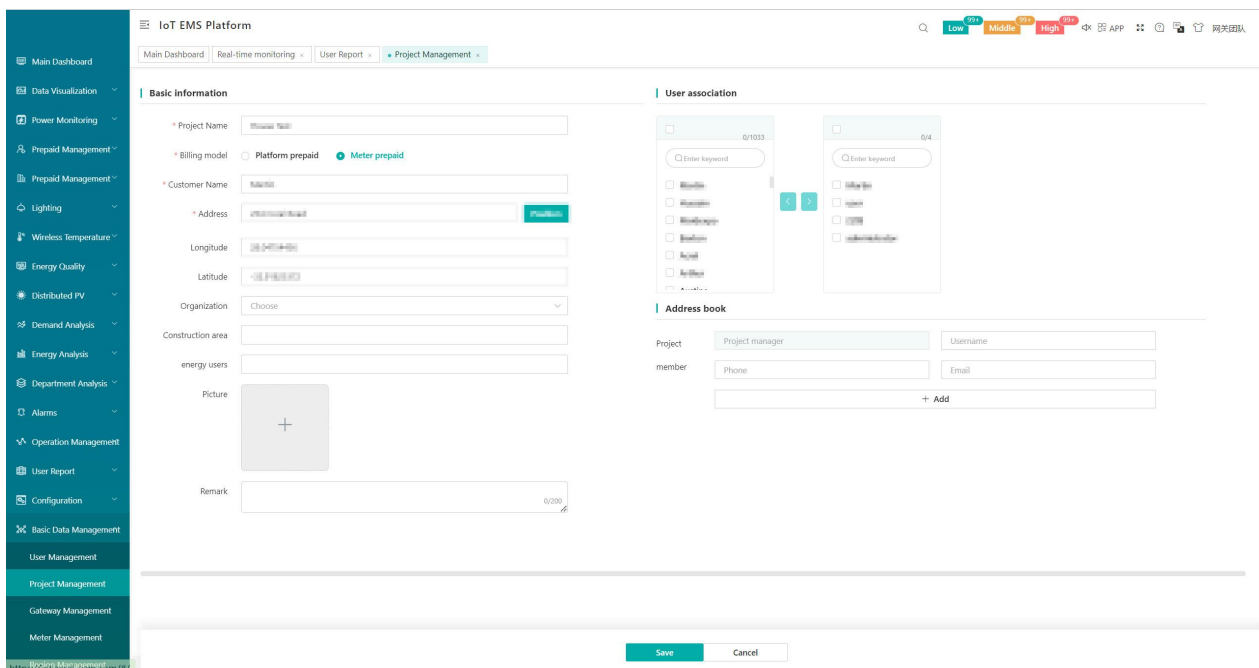 IoT EMS Platform
Low 99+ Middle 99+ High 99+ APP 网关团队
Main Dashboard Real-time monitoring × User Report × Project Management ×
Main Dashboard
Data Visualization
Power Monitoring
Prepaid Management
Prepaid Management
Lighting
Wireless Temperature
Energy Quality
Distributed PV
Demand Analysis
Energy Analysis
Department Analysis
Alarms
Operation Management
User Report
Configuration
Basic Data Management
User Management
Project Management
Gateway Management
Meter Management
Region Management
Basic information
* Project Name
* Billing model Platform prepaid Meter prepaid
* Customer Name
* Address
Longitude
Latitude
Organization Choose
Construction area
energy users
Picture
Remark
0/200
User association
0/1033
Enter keyword
0/4
Enter keyword
Address book
Project member
Project manager Username
Phone Email
+ Add
Save Cancel